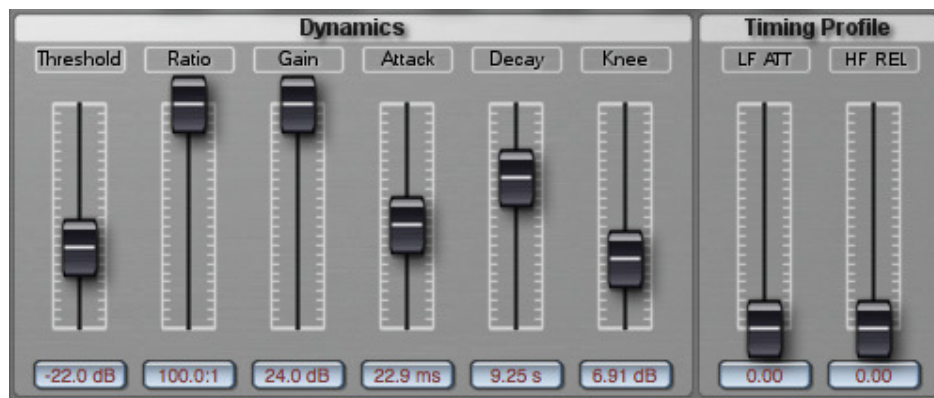 Dynamics
Timing Profile
Threshold Ratio Gain Attack Decay Knee
LF ATT HF REL
-22.0 dB 100.0:1 24.0 dB 22.9 ms 9.25 s 6.91 dB
0.00 0.00